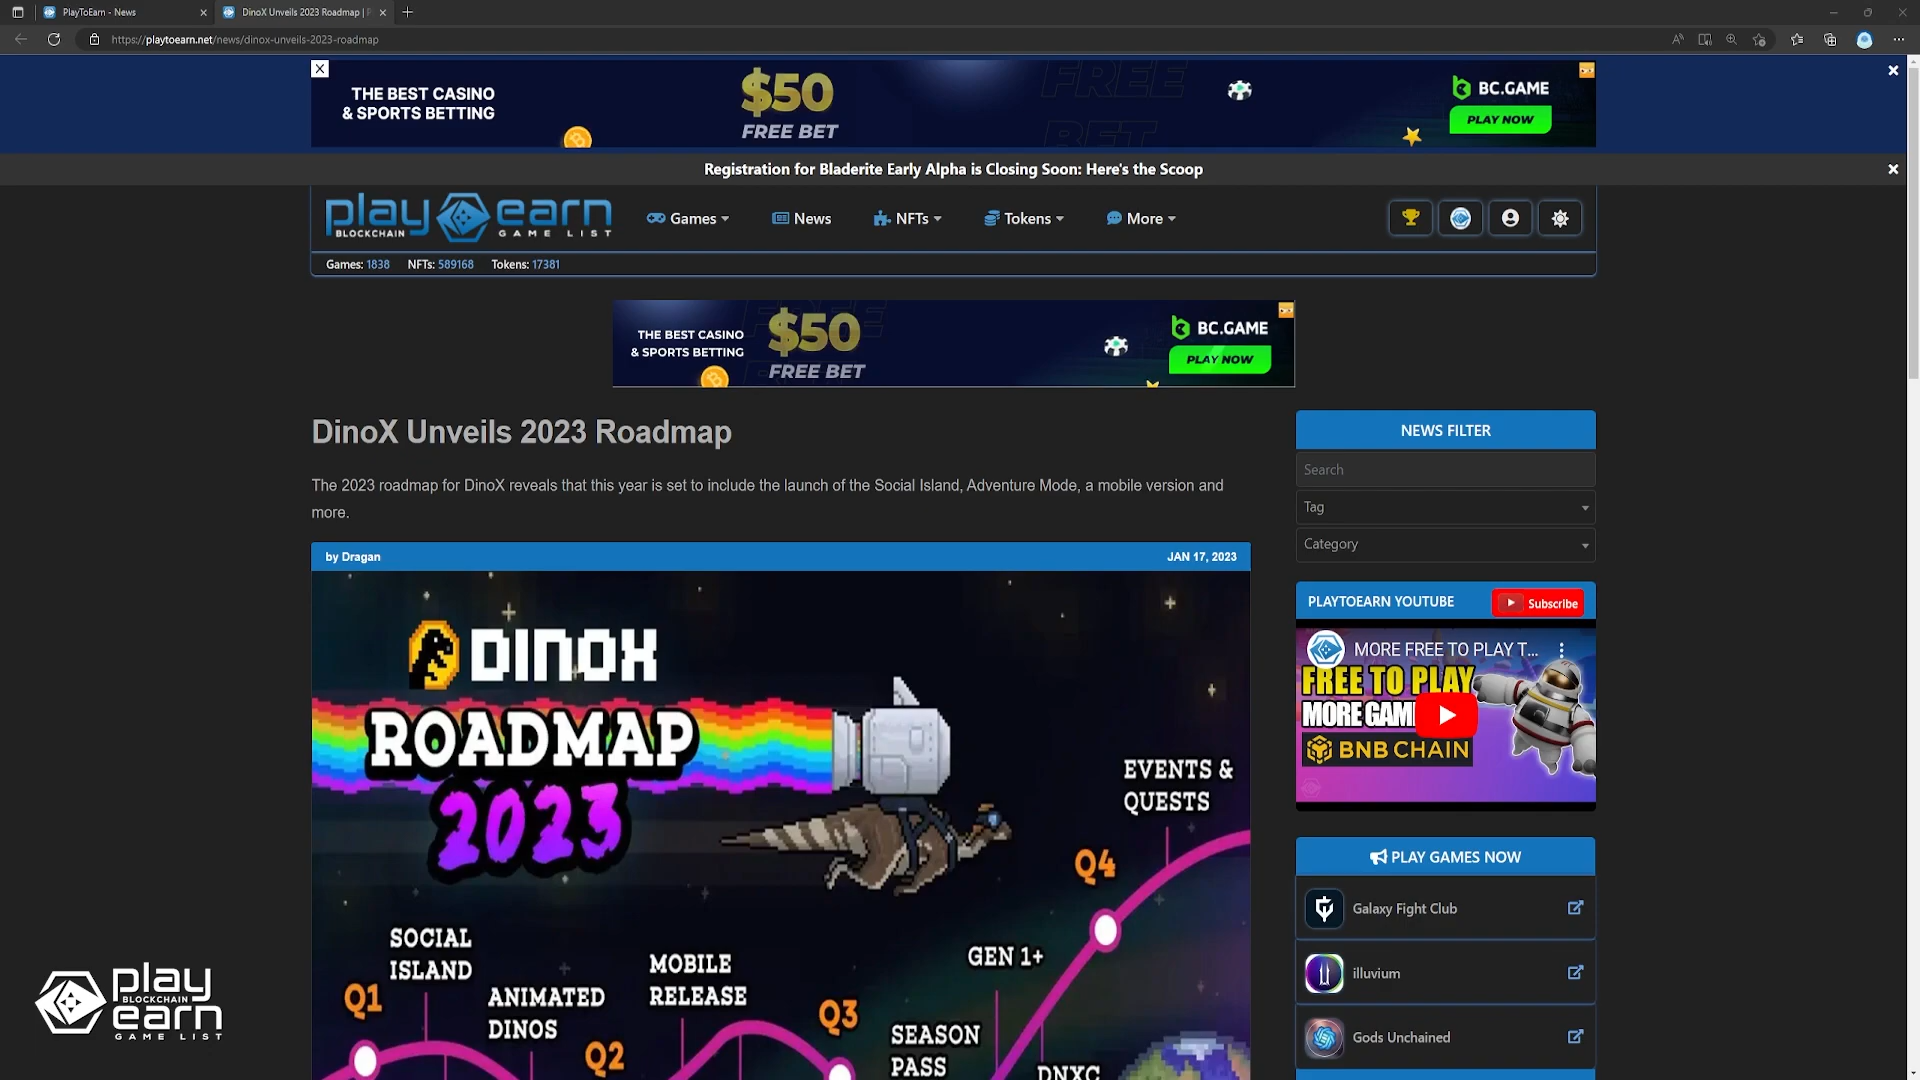 PlayToEarn - News
DinoX Unveils 2023 Roadmap | P
https://playtoearn.net/news/dinox-unveils-2023-roadmap
THE BEST CASINO
& SPORTS BETTING
$50
FREE BET
FREE
BET
BC.GAME
PLAY NOW
Registration for Bladerite Early Alpha is Closing Soon: Here's the Scoop
play earn
BLOCKCHAIN GAME LIST
Games
News
NFTs
Tokens
More
Games: 1838 NFTs: 589168 Tokens: 17381
THE BEST CASINO
& SPORTS BETTING
$50
FREE BET
BC.GAME
PLAY NOW
DinoX Unveils 2023 Roadmap
The 2023 roadmap for DinoX reveals that this year is set to include the launch of the Social Island, Adventure Mode, a mobile version and
more.
by Dragan
JAN 17, 2023
DINOX
ROADMAP
2023
EVENTS &
QUESTS
Q4
GEN 1+
SOCIAL
ISLAND
Q1
ANIMATED
DINOS
Q2
MOBILE
RELEASE
Q3
SEASON
PASS
DNXC
NEWS FILTER
Search
Tag
Category
PLAYTOEARN YOUTUBE
Subscribe
MORE FREE TO PLAY T...
FREE TO PLAY
MORE GAM
BNB CHAIN
PLAY GAMES NOW
Galaxy Fight Club
illuvium
Gods Unchained
play
BLOCKCHAIN
earn
GAME LIST